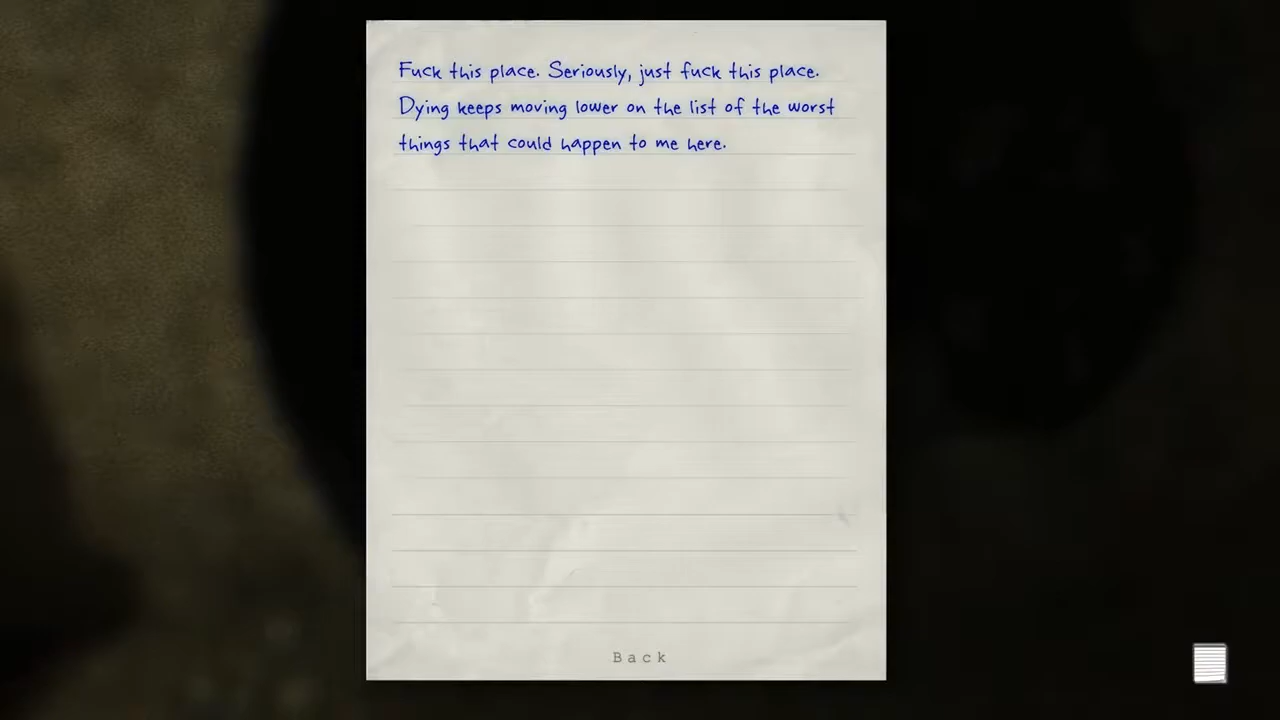 Fuck this place. Seriously, just fuck this place.
Dying keeps moving lower on the list of the worst
things that could happen to me here.
Back